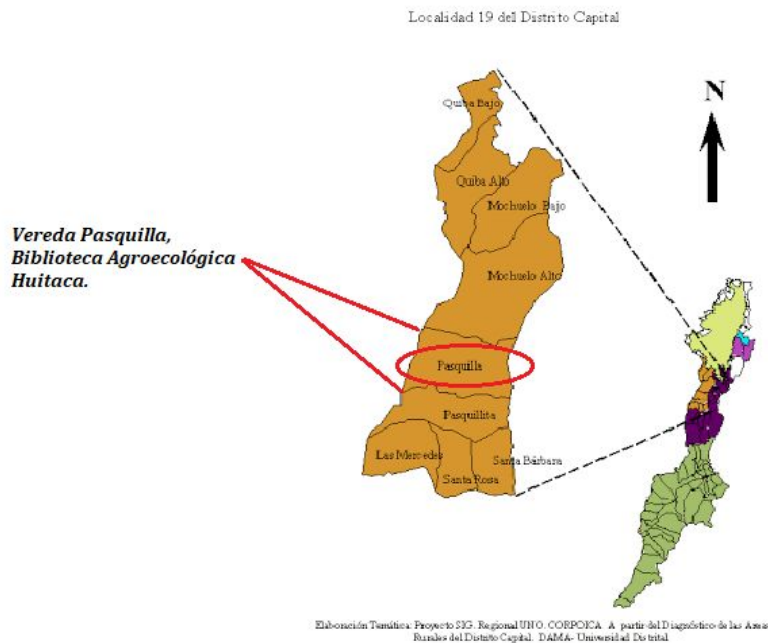 Localidad 19 del Distrito Capital
N
Quiba Bajo
Quiba Alto
Mochuelo Bajo
Vereda Pasquilla,
Biblioteca Agroecológica
Huitaca.
Mochuelo Alto
Pasquilla
Pasquillita
Las Mercedes
Santa Bárbara
Santa Rosa
Elaboración Temática: Proyecto SIG. Regional UNO. CORPOICA. A partir del Diagnóstico de las Areas
Rurales del Distrito Capital. DAMA- Universidad Distrital